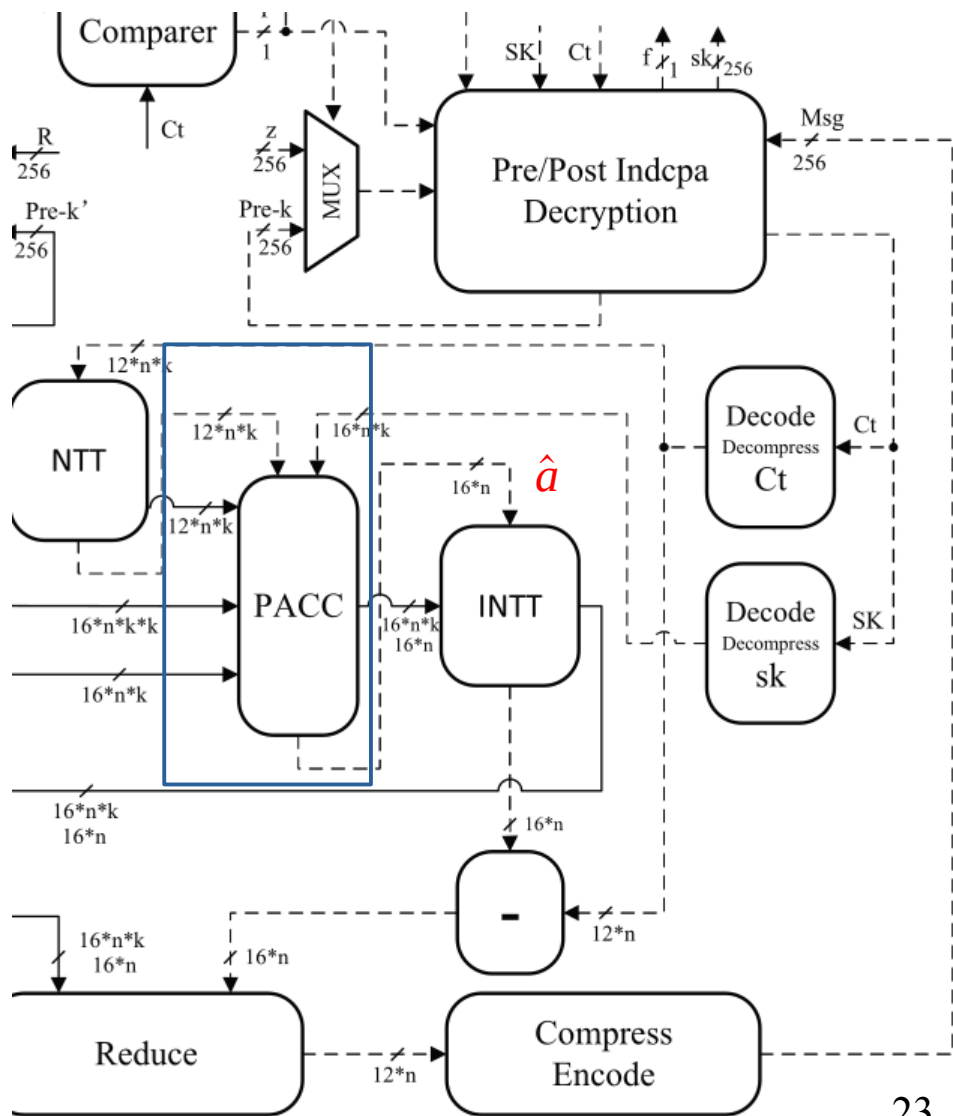 Comparer
1
Ct
SK
Ct
f
1
sk
256
R
256
z
256
Pre-k'
256
Pre-k
256
MUX
Pre/Post Indcpa
Decryption
Msg
256
12*n*k
12*n*k
16*n*k
NTT
12*n*k
16*n
â
Decode
Decompress
Ct
Ct
PACC
16*n*k*k
16*n*k
16*n
INTT
Decode
Decompress
sk
SK
16*n*k
16*n*k
16*n
16*n
-
12*n
16*n*k
16*n
16*n
Reduce
12*n
Compress
Encode
23